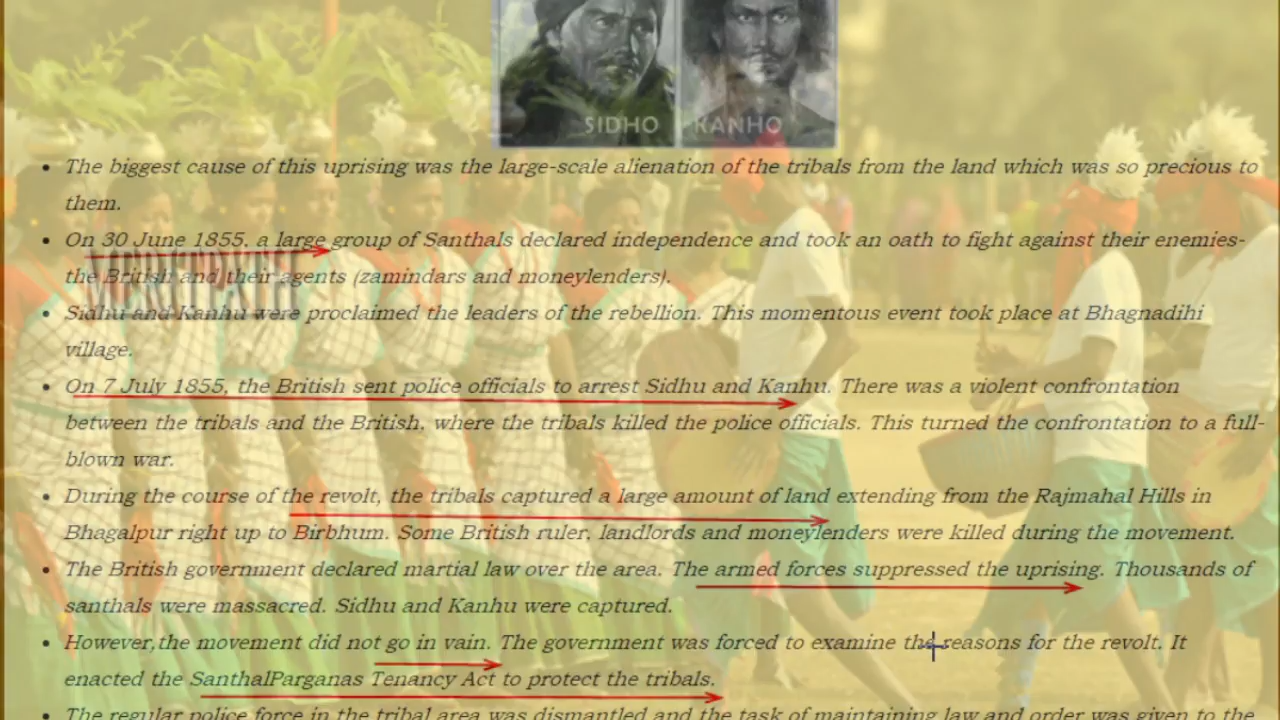 SIDHO KANHO
• The biggest cause of this uprising was the large-scale alienation of the tribals from the land which was so precious to
them.
• On 30 June 1855, a large group of Santhals declared independence and took an oath to fight against their enemies-
the British and their agents (zamindars and moneylenders).
MERUTPATH
• Sidhu and Kanhu were proclaimed the leaders of the rebellion. This momentous event took place at Bhagnadihi
village.
• On 7 July 1855, the British sent police officials to arrest Sidhu and Kanhu. There was a violent confrontation
between the tribals and the British, where the tribals killed the police officials. This turned the confrontation to a full-
blown war.
• During the course of the revolt, the tribals captured a large amount of land extending from the Rajmahal Hills in
Bhagalpur right up to Birbhum. Some British ruler, landlords and moneylenders were killed during the movement.
• The British government declared martial law over the area. The armed forces suppressed the uprising. Thousands of
santhals were massacred. Sidhu and Kanhu were captured.
• However,the movement did not go in vain. The government was forced to examine the reasons for the revolt. It
enacted the SanthalParganas Tenancy Act to protect the tribals.
• The regular police force in the tribal area was dismantled and the task of maintaining law and order was given to the